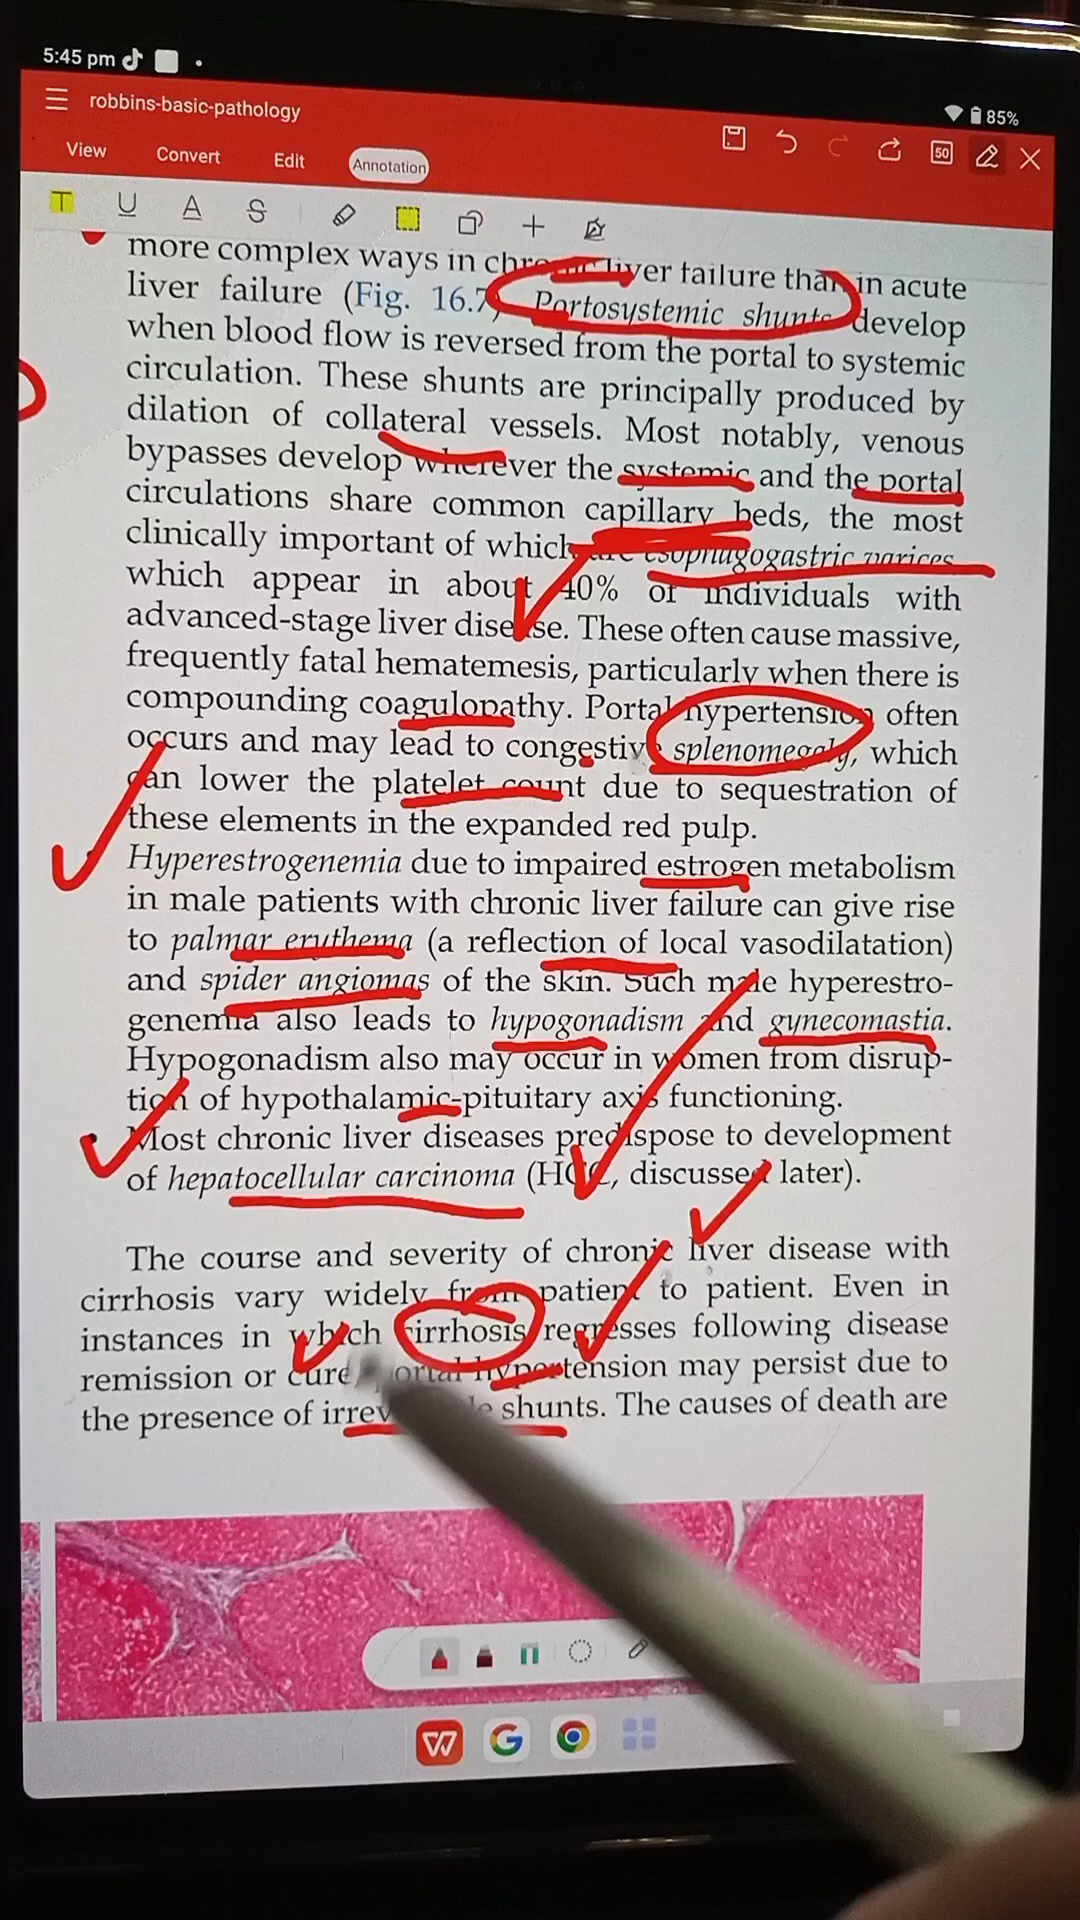 5:45 pm
85%
robbins-basic-pathology
View Convert Edit Annotation
50
T U A S
more complex ways in chronic liver failure than in acute
liver failure (Fig. 16.7). Portosystemic shunts develop
when blood flow is reversed from the portal to systemic
circulation. These shunts are principally produced by
dilation of collateral vessels. Most notably, venous
bypasses develop wherever the systemic and the portal
circulations share common capillary beds, the most
clinically important of which are esophagogastric varices
which appear in about 40% of individuals with
advanced-stage liver disease. These often cause massive,
frequently fatal hematemesis, particularly when there is
compounding coagulopathy. Portal hypertension often
occurs and may lead to congestive splenomegaly, which
can lower the platelet count due to sequestration of
these elements in the expanded red pulp.
Hyperestrogenemia due to impaired estrogen metabolism
in male patients with chronic liver failure can give rise
to palmar erythema (a reflection of local vasodilatation)
and spider angiomas of the skin. Such male hyperestro-
genemia also leads to hypogonadism and gynecomastia.
Hypogonadism also may occur in women from disrup-
tion of hypothalamic-pituitary axis functioning.
• Most chronic liver diseases predispose to development
of hepatocellular carcinoma (HCC, discussed later).
The course and severity of chronic liver disease with
cirrhosis vary widely from patient to patient. Even in
instances in which cirrhosis regresses following disease
remission or cure, portal hypertension may persist due to
the presence of shunts. The causes of death are